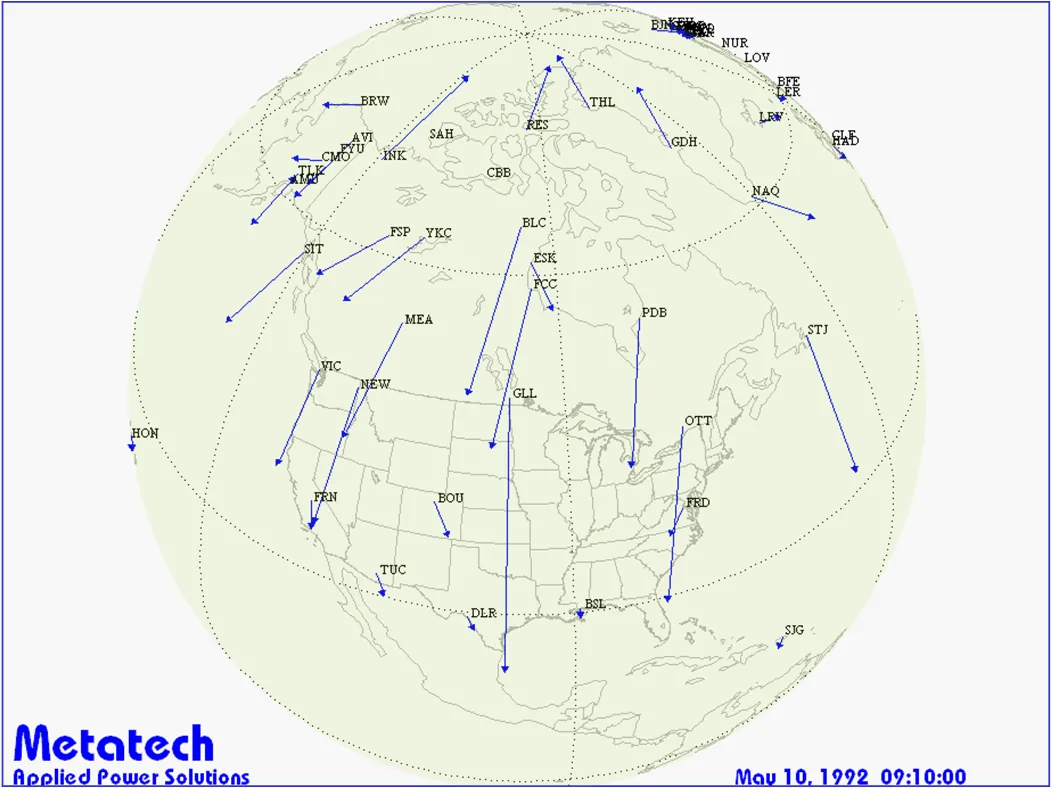 BJN
NUR
LOV
BFE
LER
BRW
THL
LRV
RES
SAH
AVI
GLE
HAD
FYU
INK
CMO
GDH
TLK
CBB
AMU
NAQ
BLC
FSP
YKC
SIT
ESK
FCC
PDB
MEA
STJ
VIC
NEW
GLL
OTT
HON
FRN
BOU
FRD
TUC
BSL
DLR
SJG
Metatech
Applied Power Solutions
May 10, 1992 09:10:00